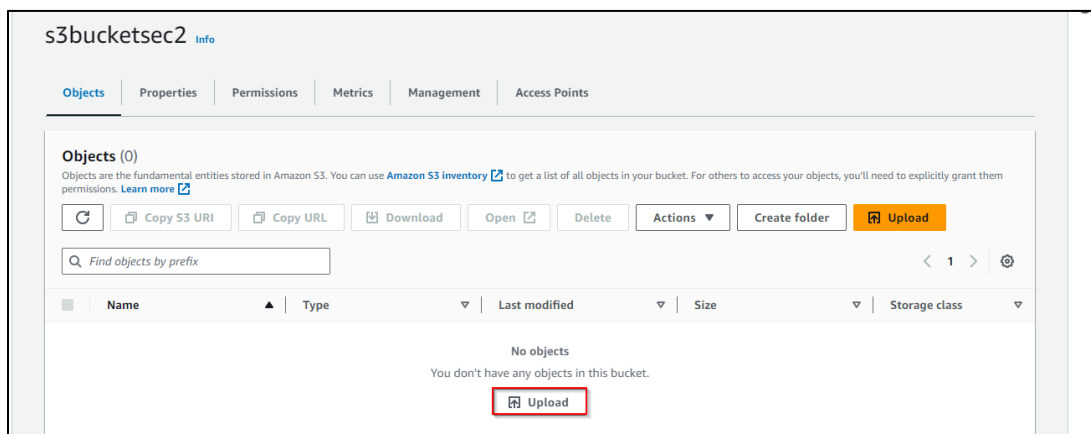 s3bucketsec2 Info
Objects Properties Permissions Metrics Management Access Points
Objects (0)
Objects are the fundamental entities stored in Amazon S3. You can use Amazon S3 inventory to get a list of all objects in your bucket. For others to access your objects, you'll need to explicitly grant them
permissions. Learn more
Copy S3 URI Copy URL Download Open Delete Actions Create folder Upload
Find objects by prefix 1
Name Type Last modified Size Storage class
No objects
You don't have any objects in this bucket.
Upload